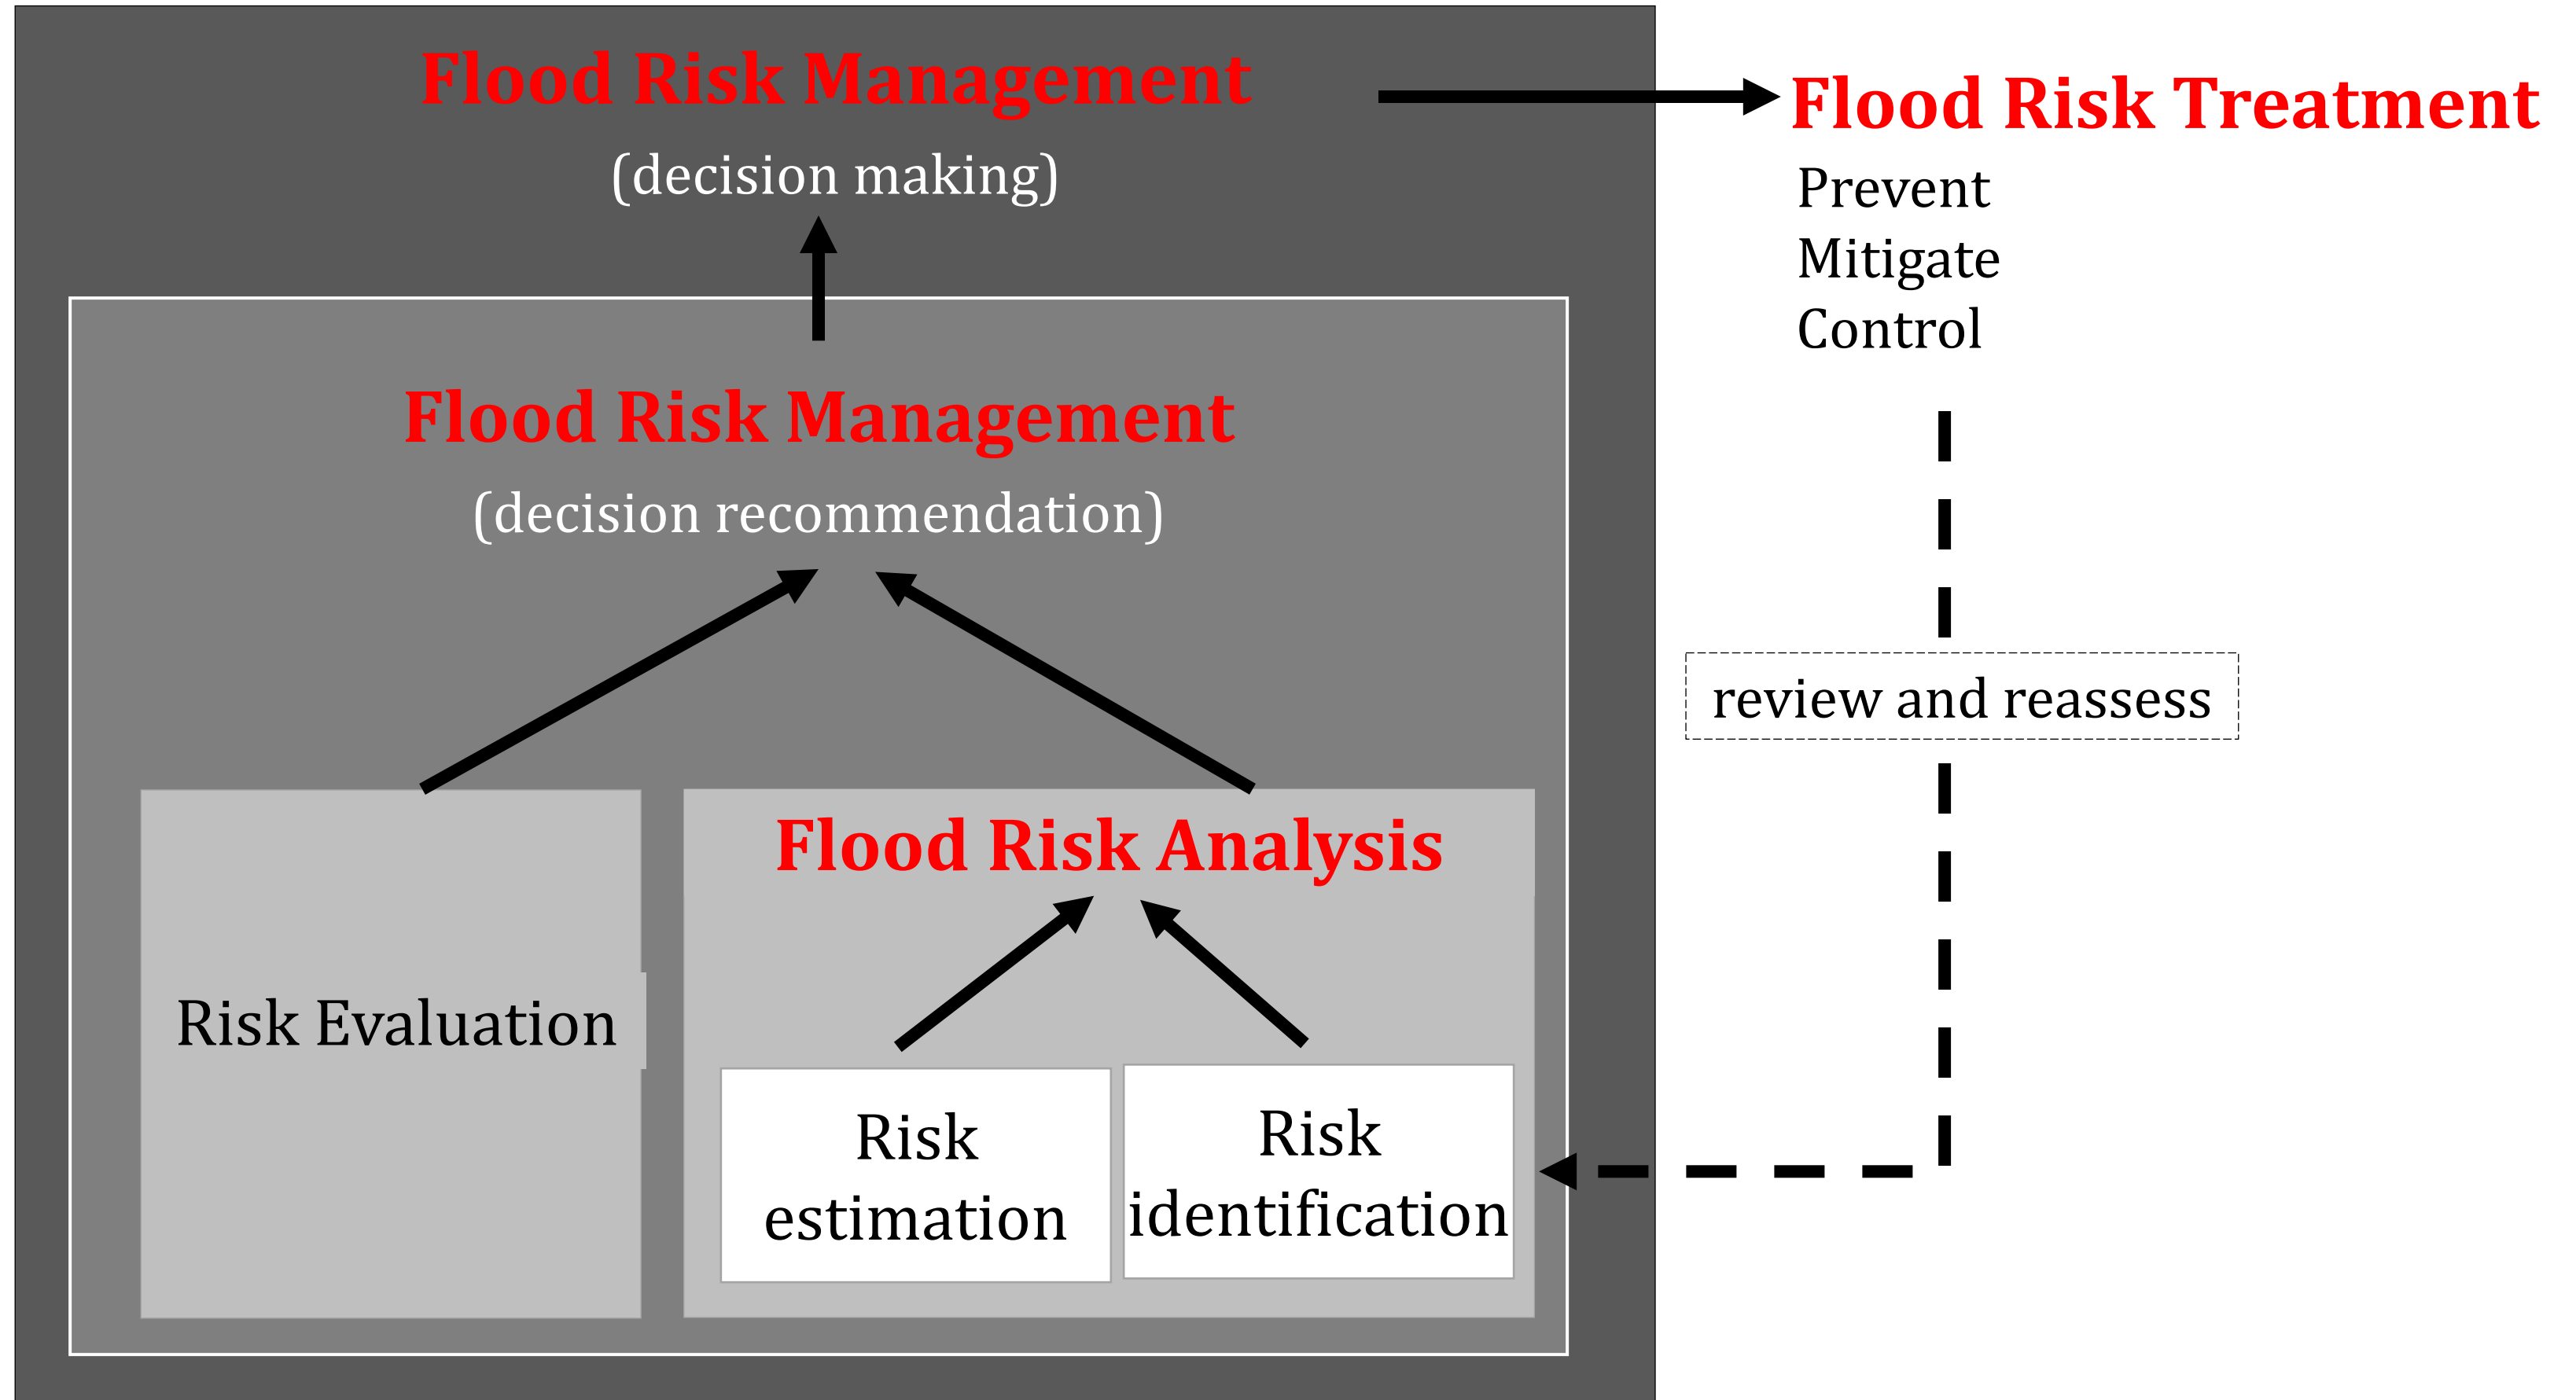 Flood Risk Management
(decision making)
Flood Risk Treatment
Prevent
Mitigate
Control
Flood Risk Management
(decision recommendation)
review and reassess
Flood Risk Analysis
Risk Evaluation
Risk
estimation
Risk
identification